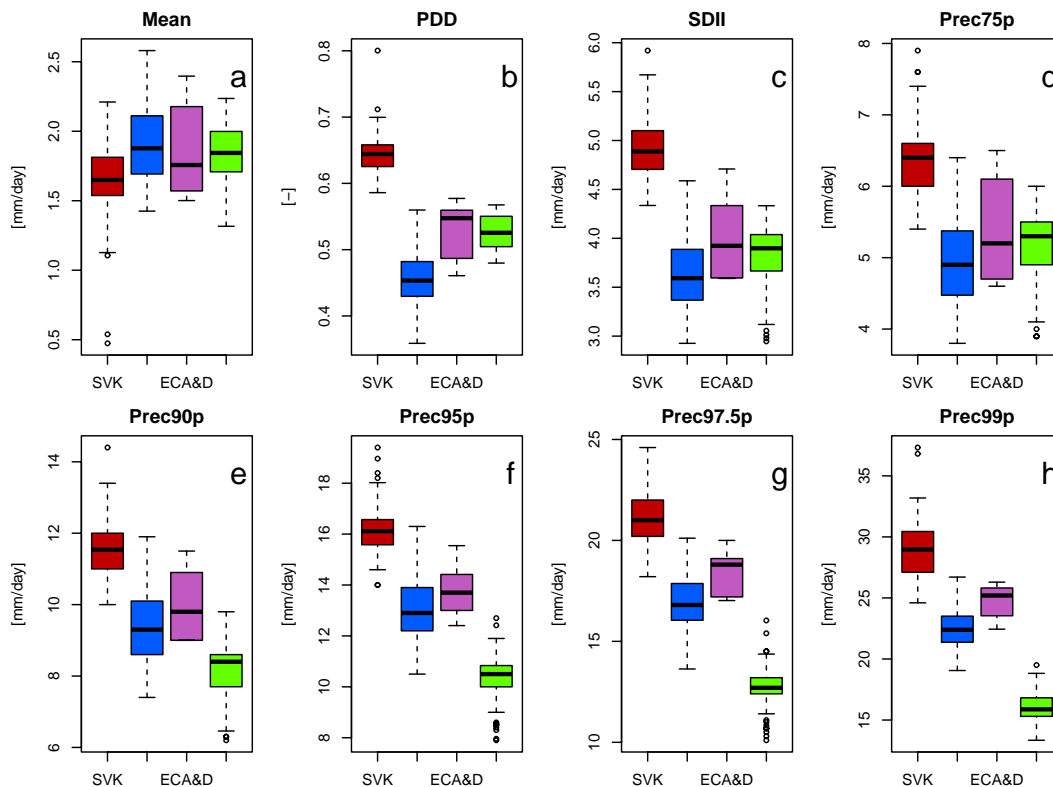 Mean
PDD
SDII
Prec75p
a
b
c
d
[mm/day]
0.5
1.0
1.5
2.0
2.5
[−]
0.4
0.5
0.6
0.7
0.8
[mm/day]
3.0
3.5
4.0
4.5
5.0
5.5
6.0
[mm/day]
4
5
6
7
8
SVK
ECA&D
SVK
ECA&D
SVK
ECA&D
SVK
ECA&D
Prec90p
Prec95p
Prec97.5p
Prec99p
e
f
g
h
[mm/day]
6
8
10
12
14
[mm/day]
8
10
12
14
16
18
[mm/day]
10
15
20
25
[mm/day]
15
20
25
30
35
SVK
ECA&D
SVK
ECA&D
SVK
ECA&D
SVK
ECA&D